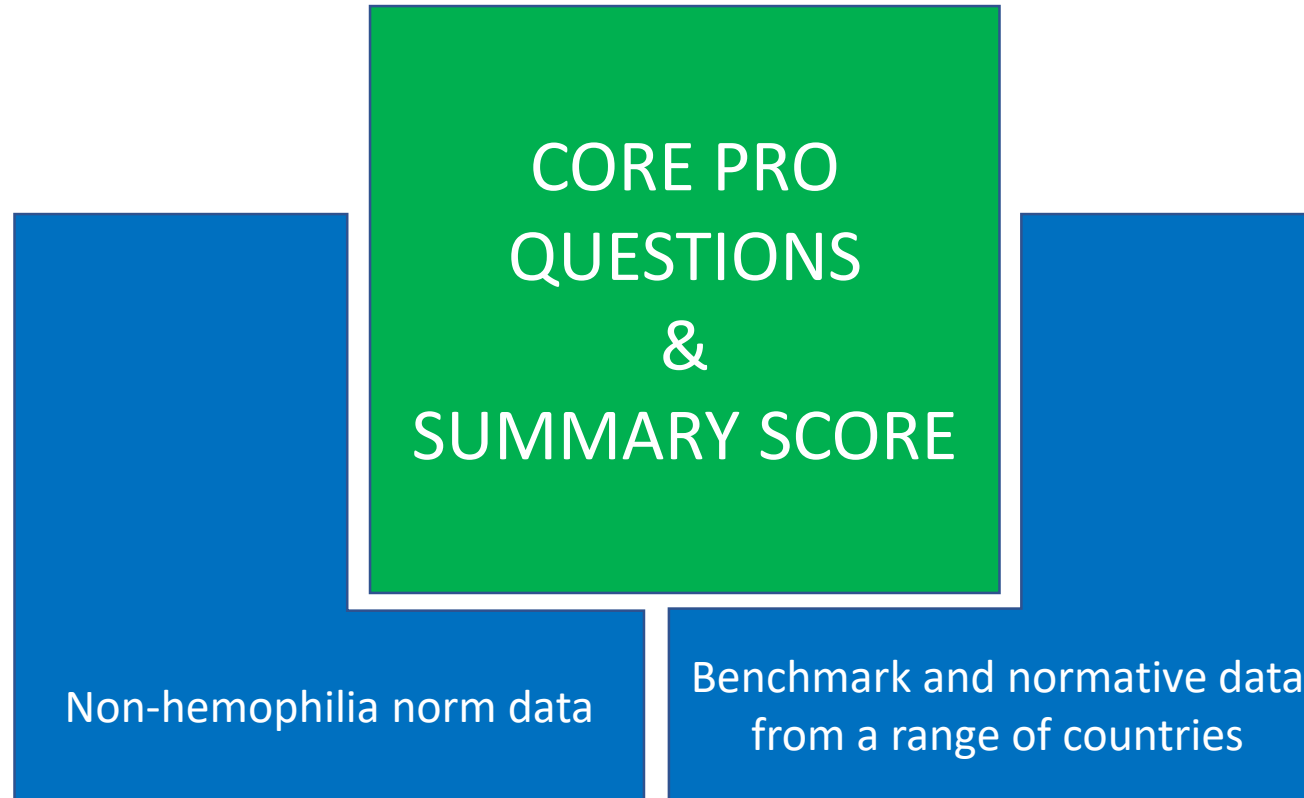 CORE PRO
QUESTIONS
&
SUMMARY SCORE
Non-hemophilia norm data
Benchmark and normative data
from a range of countries